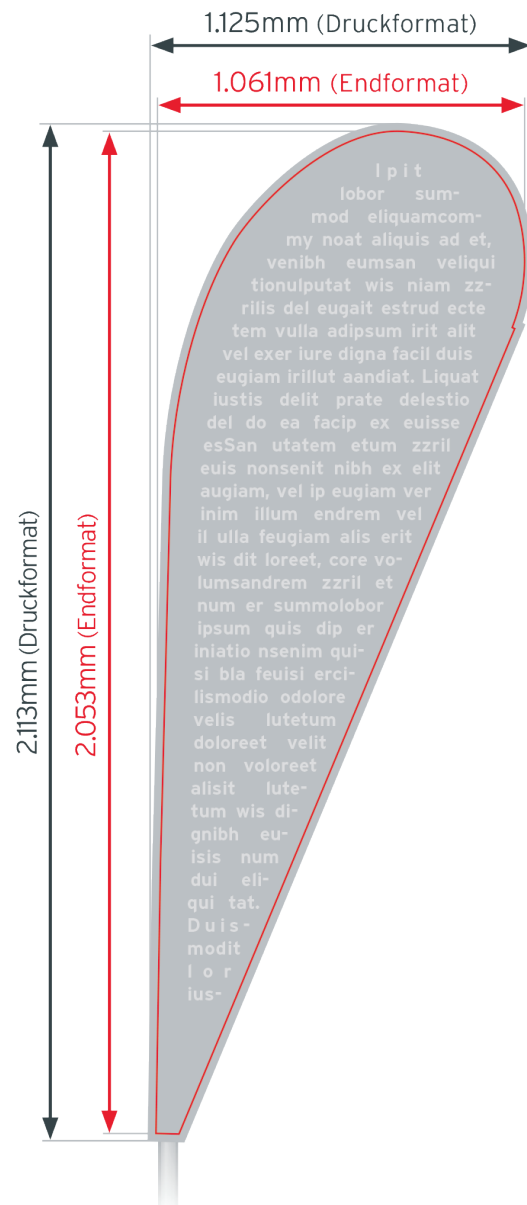 1.125mm (Druckformat)
1.061mm (Endformat)
2.113mm (Druckformat)
2.053mm (Endformat)
Ipit
lobor sum-
mod eliquamcom-
my noat aliquis ad et,
venibh eumsan veliqui
tionulputat wis niam zz-
rilis del eugait estrud ecte
tem vulla adipsum irit alit
vel exer iure digna facil duis
eugiam irillut aandiat. Liquat
iustis delit prate delestio
del do ea facip ex euisse
esSan utatem etum zzril
euis nonsenit nibh ex elit
augiam, vel ip eugiam ver
inim illum endrem vel
il ulla feugiam alis erit
wis dit loreet, core vo-
lumsandrem zzril et
num er summolobor
ipsum quis dip er
iniatio nsenim qui-
si bla feuisi erci-
lismodio odolore
velis lutetum
doloreet velit
non voloreet
alisit lute-
tum wis di-
gnibh eu-
isis num
dui eli-
qui tat.
Duis-
modit
lor
ius-